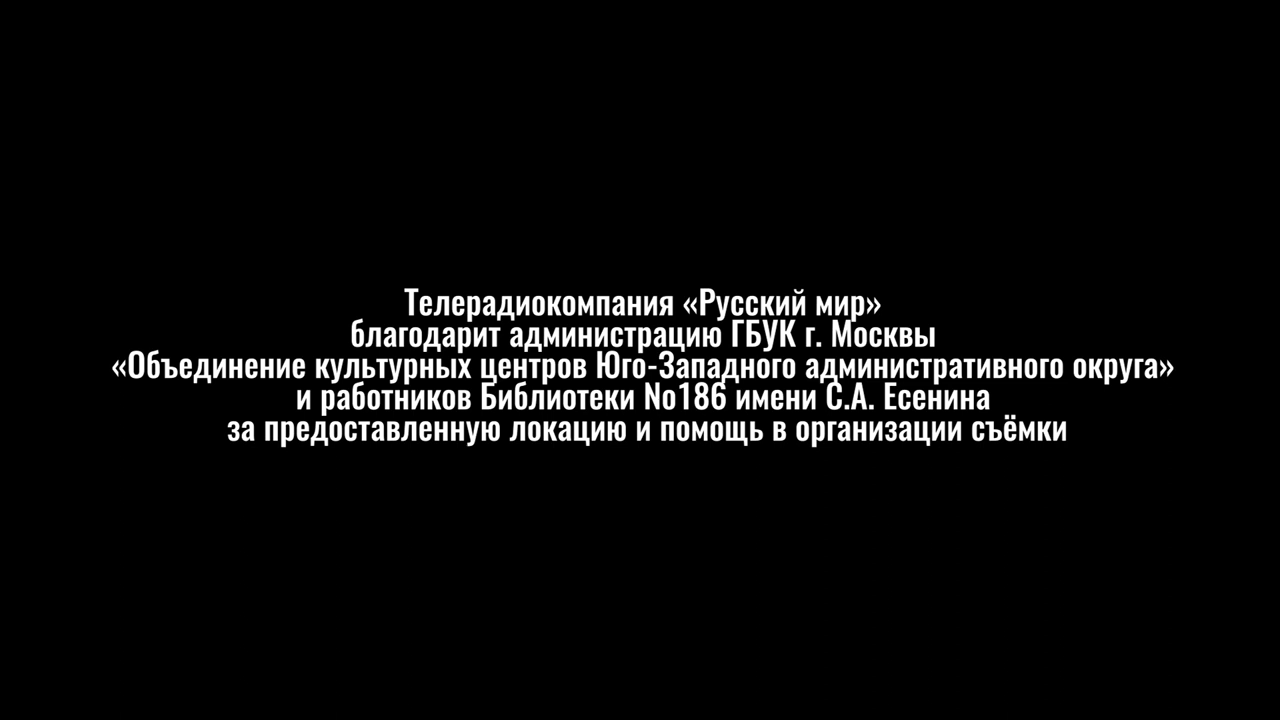 Телерадиокомпания «Русский мир»
благодарит администрацию ГБУК г. Москвы
«Объединение культурных центров Юго-Западного административного округа»
и работников Библиотеки No186 имени С.А. Есенина
за предоставленную локацию и помощь в организации съёмки